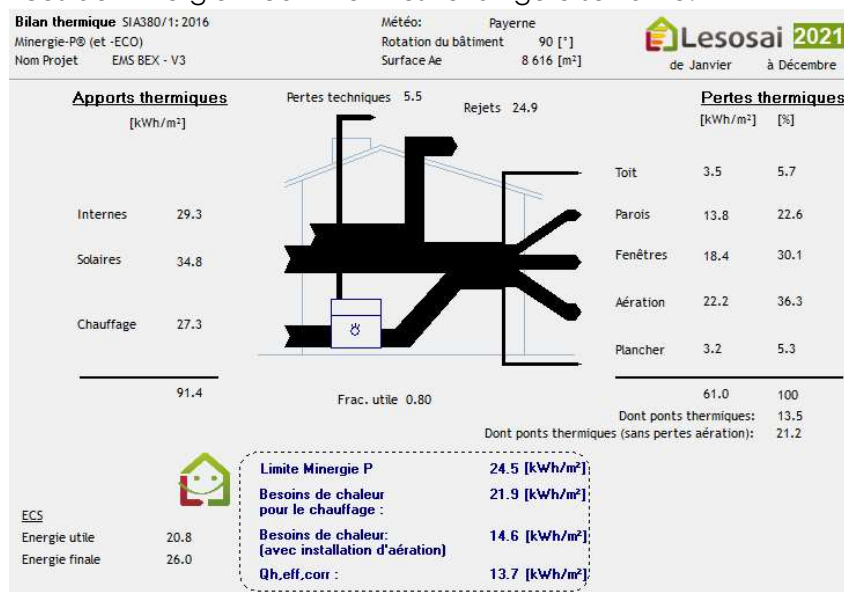 Bilan thermique SIA380/1: 2016
Minergie-P® (et -ECO)
Nom Projet EMS BEX - V3
Météo: Payerne
Rotation du bâtiment 90 [°]
Surface Ae 8 616 [m²]
Lesosai 2021
de Janvier à Décembre
Apports thermiques
[kWh/m²]
Pertes techniques 5.5
Rejets 24.9
Pertes thermiques
[kWh/m²] [%]
Toit 3.5 5.7
Internes 29.3
Parois 13.8 22.6
Solaires 34.8
Fenêtres 18.4 30.1
Aération 22.2 36.3
Chauffage 27.3
Plancher 3.2 5.3
91.4
Frac. utile 0.80
61.0 100
Dont ponts thermiques: 13.5
Dont ponts thermiques (sans pertes aération): 21.2
Limite Minergie P 24.5 [kWh/m²]
Besoins de chaleur
pour le chauffage : 21.9 [kWh/m²]
Besoins de chaleur:
(avec installation d'aération) 14.6 [kWh/m²]
Qh,eff,corr : 13.7 [kWh/m²]
ECS
Energie utile 20.8
Energie finale 26.0